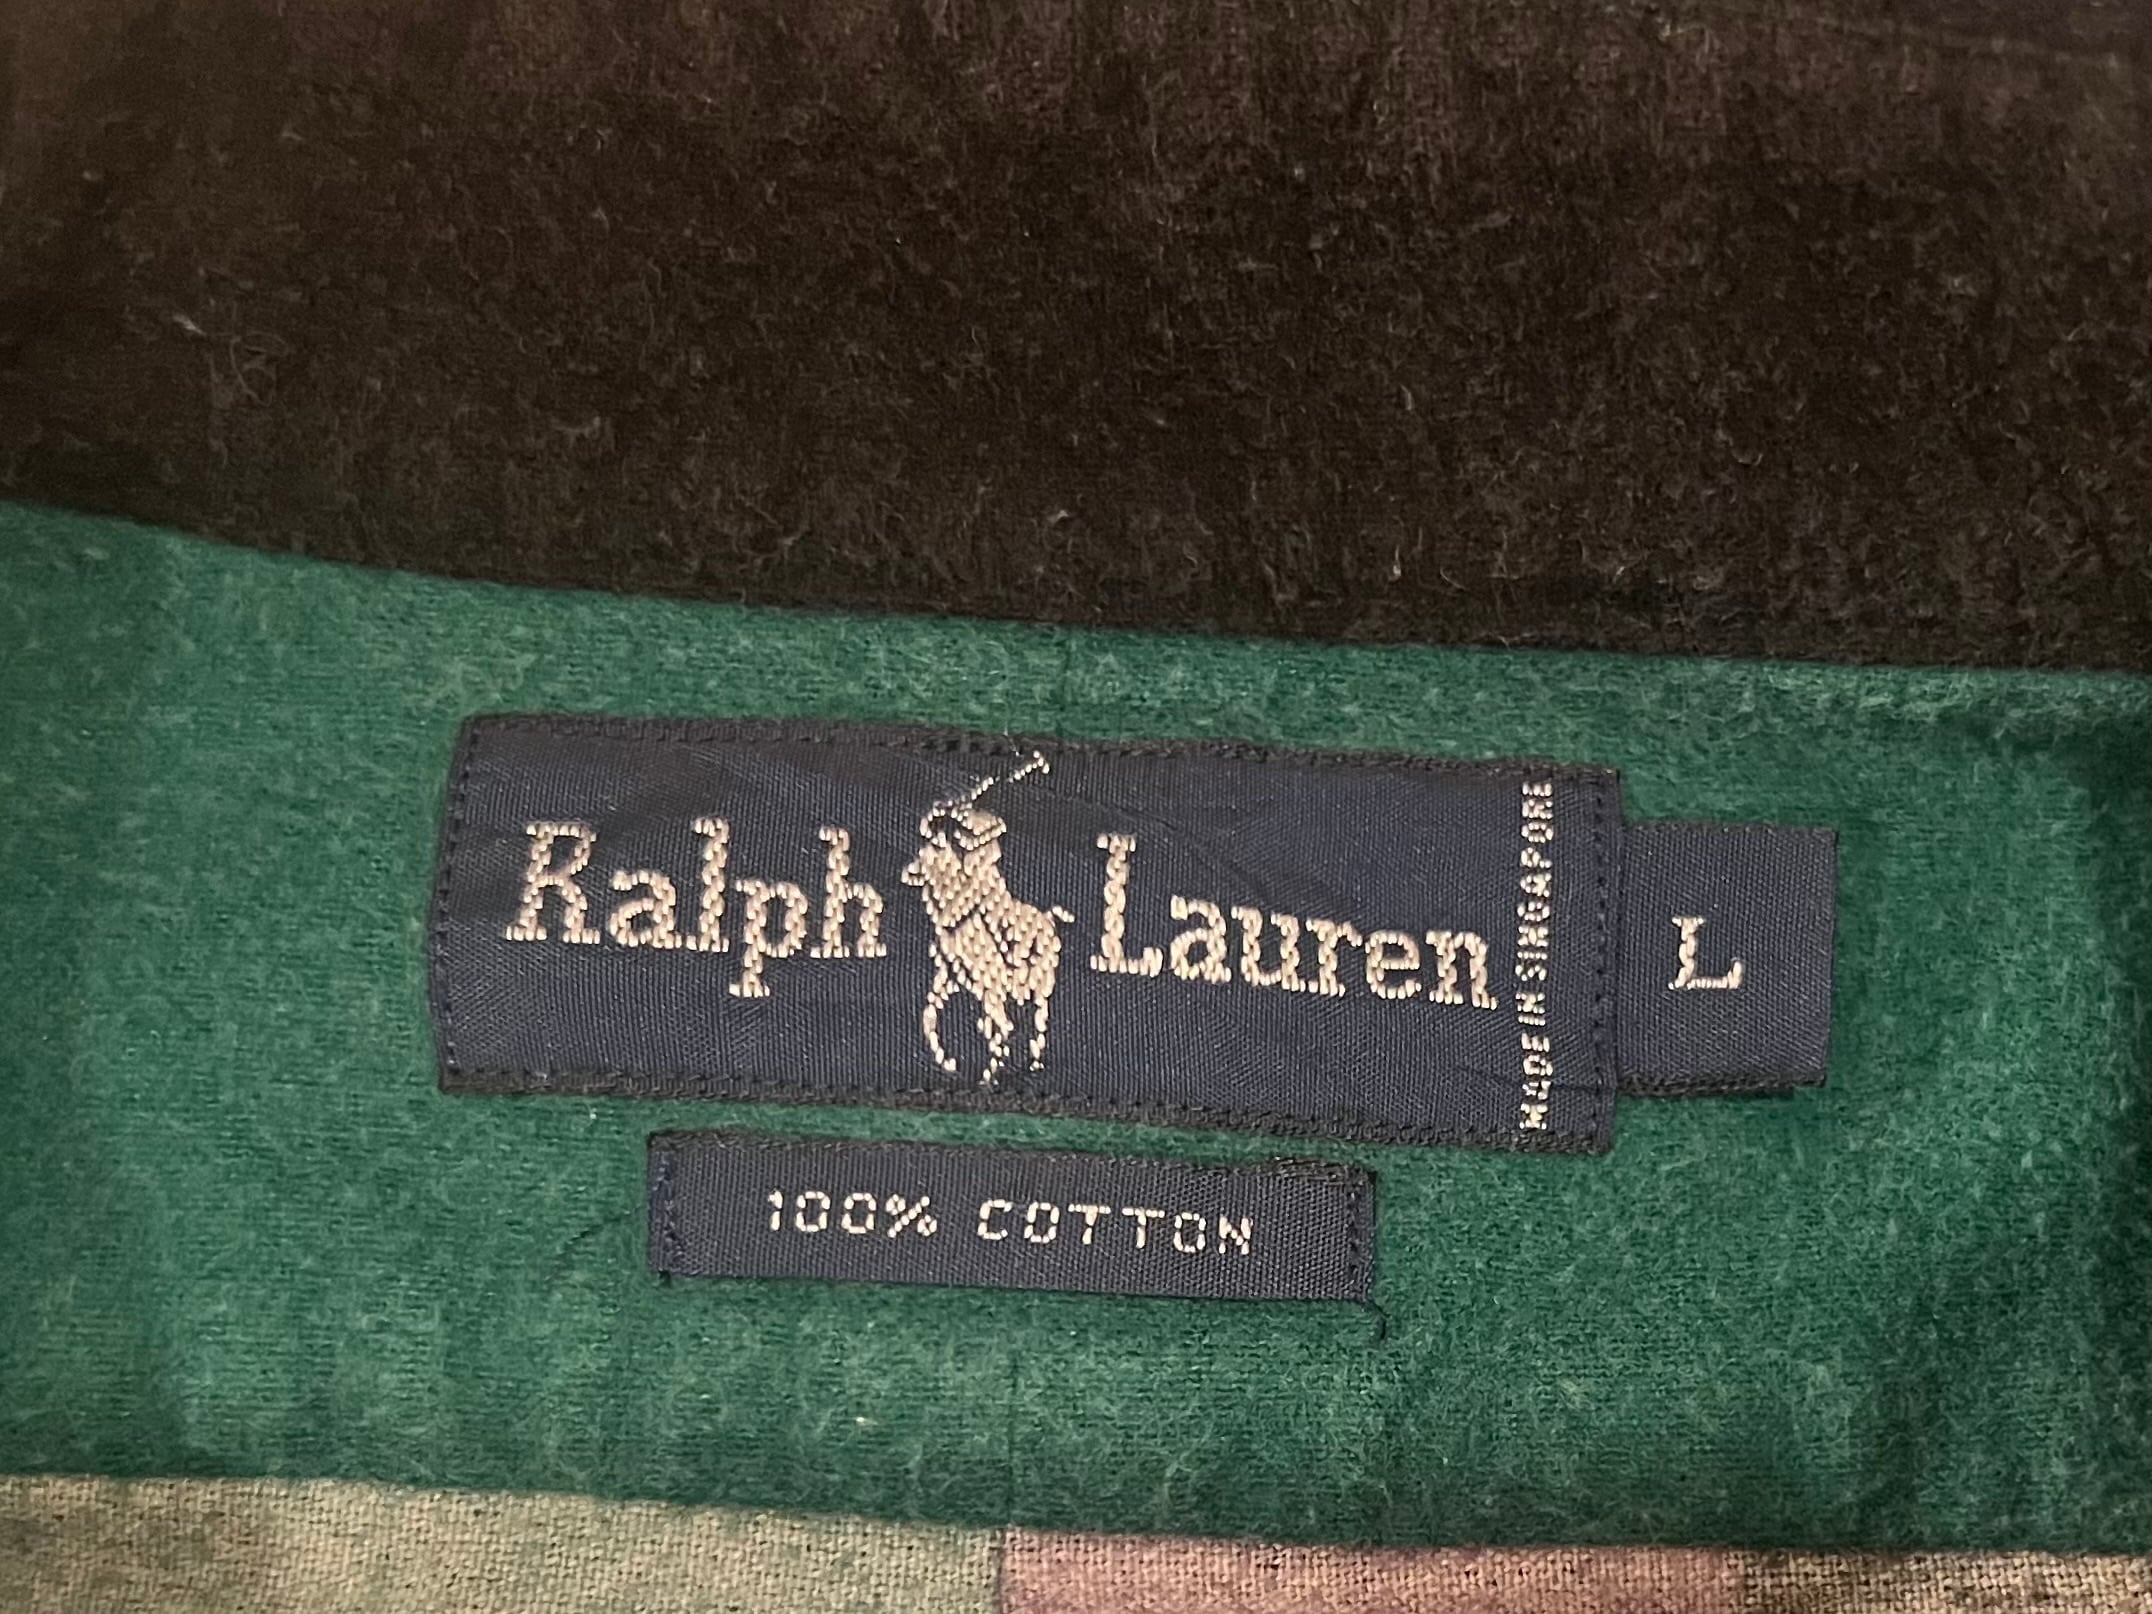 Ralph Lauren
MADE IN SINGAPORE
L
100% COTTON